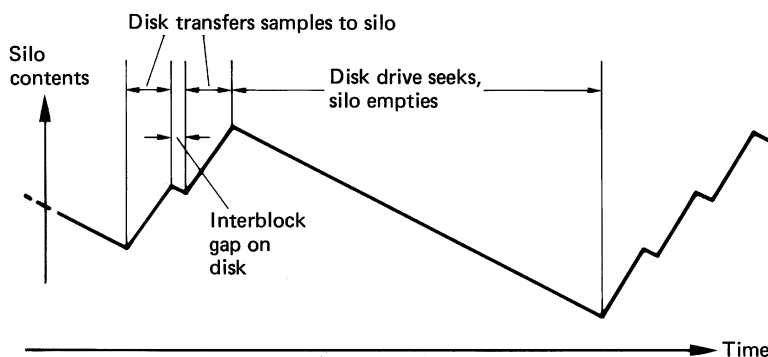 Disk transfers samples to silo
Silo
contents
Disk drive seeks,
silo empties
Interblock
gap on
disk
Time